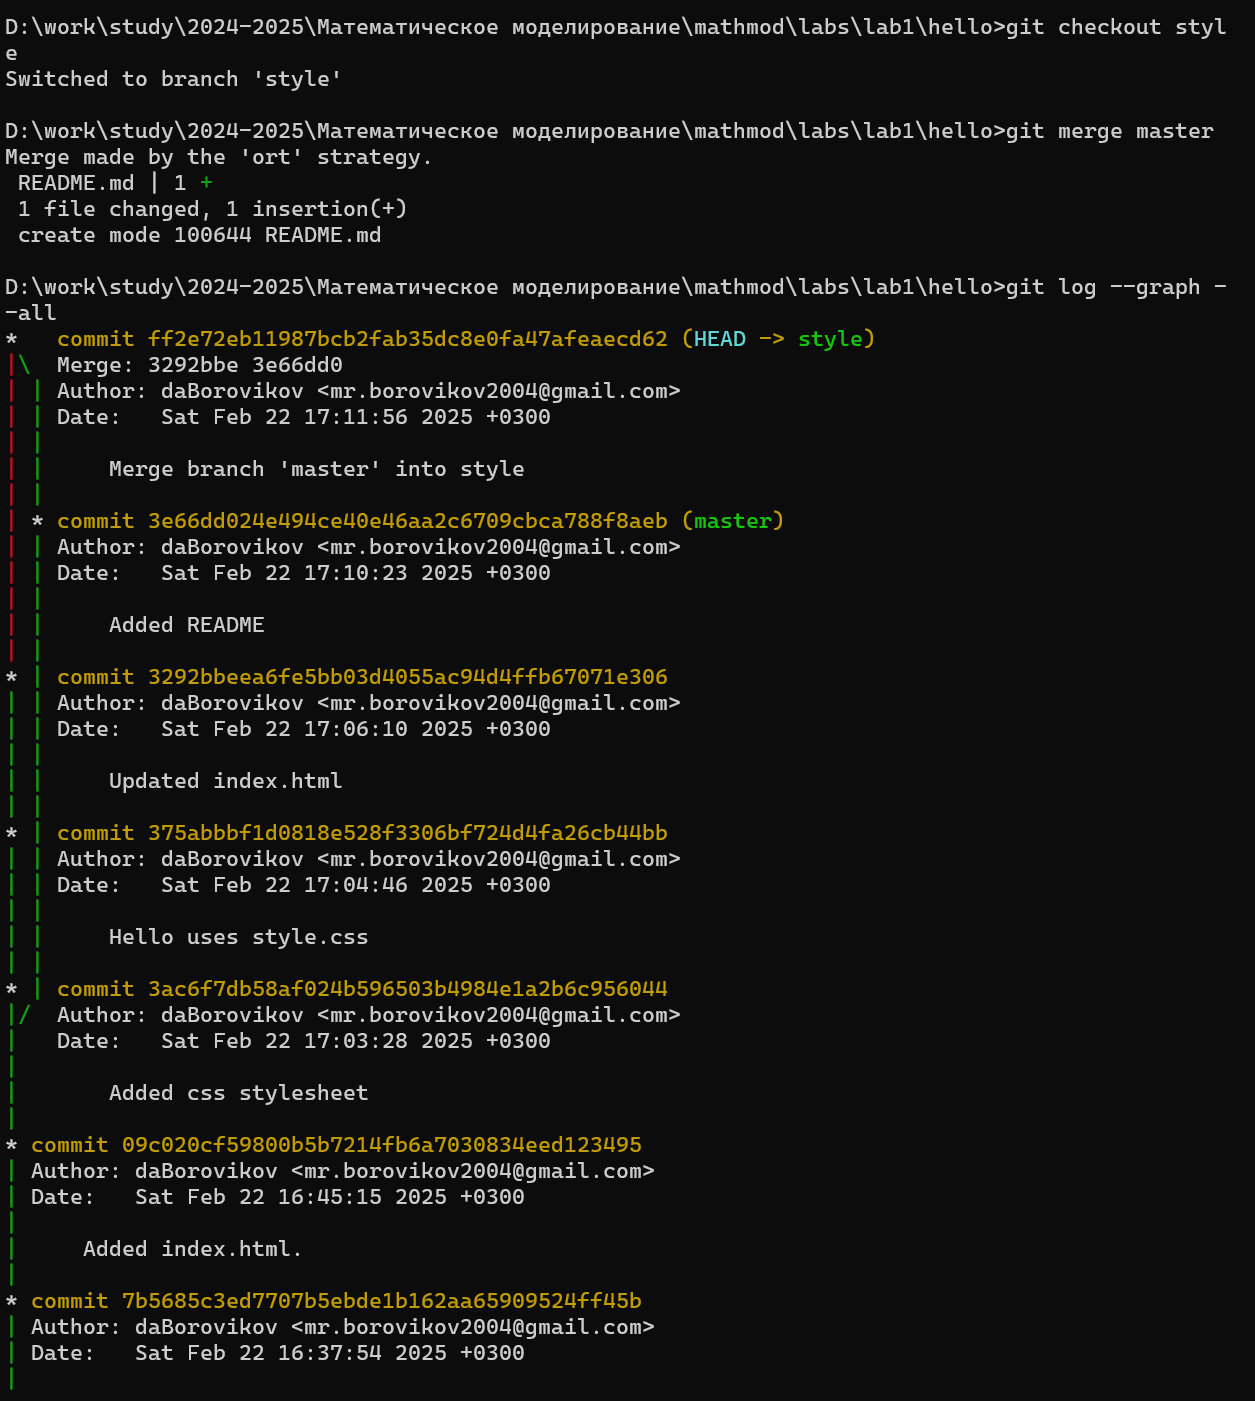 D:\work\study\2024-2025\Математическое моделирование\mathmod\labs\lab1\hello>git checkout styl
e
Switched to branch 'style'
D:\work\study\2024-2025\Математическое моделирование\mathmod\labs\lab1\hello>git merge master
Merge made by the 'ort' strategy.
 README.md | 1 +
 1 file changed, 1 insertion(+)
 create mode 100644 README.md
D:\work\study\2024-2025\Математическое моделирование\mathmod\labs\lab1\hello>git log --graph -
-all
*   commit ff2e72eb11987bcb2fab35dc8e0fa47afeaecd62 (HEAD -> style)
|\  Merge: 3292bbe 3e66dd0
| | Author: daBorovikov <mr.borovikov2004@gmail.com>
| | Date:   Sat Feb 22 17:11:56 2025 +0300
| |
| |     Merge branch 'master' into style
| |
| * commit 3e66dd024e494ce40e46aa2c6709cbca788f8aeb (master)
| | Author: daBorovikov <mr.borovikov2004@gmail.com>
| | Date:   Sat Feb 22 17:10:23 2025 +0300
| |
| |     Added README
| |
* | commit 3292bbeea6fe5bb03d4055ac94d4ffb67071e306
| | Author: daBorovikov <mr.borovikov2004@gmail.com>
| | Date:   Sat Feb 22 17:06:10 2025 +0300
| |
| |     Updated index.html
| |
* | commit 375abbbf1d0818e528f3306bf724d4fa26cb44bb
| | Author: daBorovikov <mr.borovikov2004@gmail.com>
| | Date:   Sat Feb 22 17:04:46 2025 +0300
| |
| |     Hello uses style.css
| |
* | commit 3ac6f7db58af024b596503b4984e1a2b6c956044
|/  Author: daBorovikov <mr.borovikov2004@gmail.com>
|   Date:   Sat Feb 22 17:03:28 2025 +0300
|
|       Added css stylesheet
|
* commit 09c020cf59800b5b7214fb6a7030834eed123495
| Author: daBorovikov <mr.borovikov2004@gmail.com>
| Date:   Sat Feb 22 16:45:15 2025 +0300
|
|     Added index.html.
|
* commit 7b5685c3ed7707b5ebde1b162aa65909524ff45b
| Author: daBorovikov <mr.borovikov2004@gmail.com>
| Date:   Sat Feb 22 16:37:54 2025 +0300
|